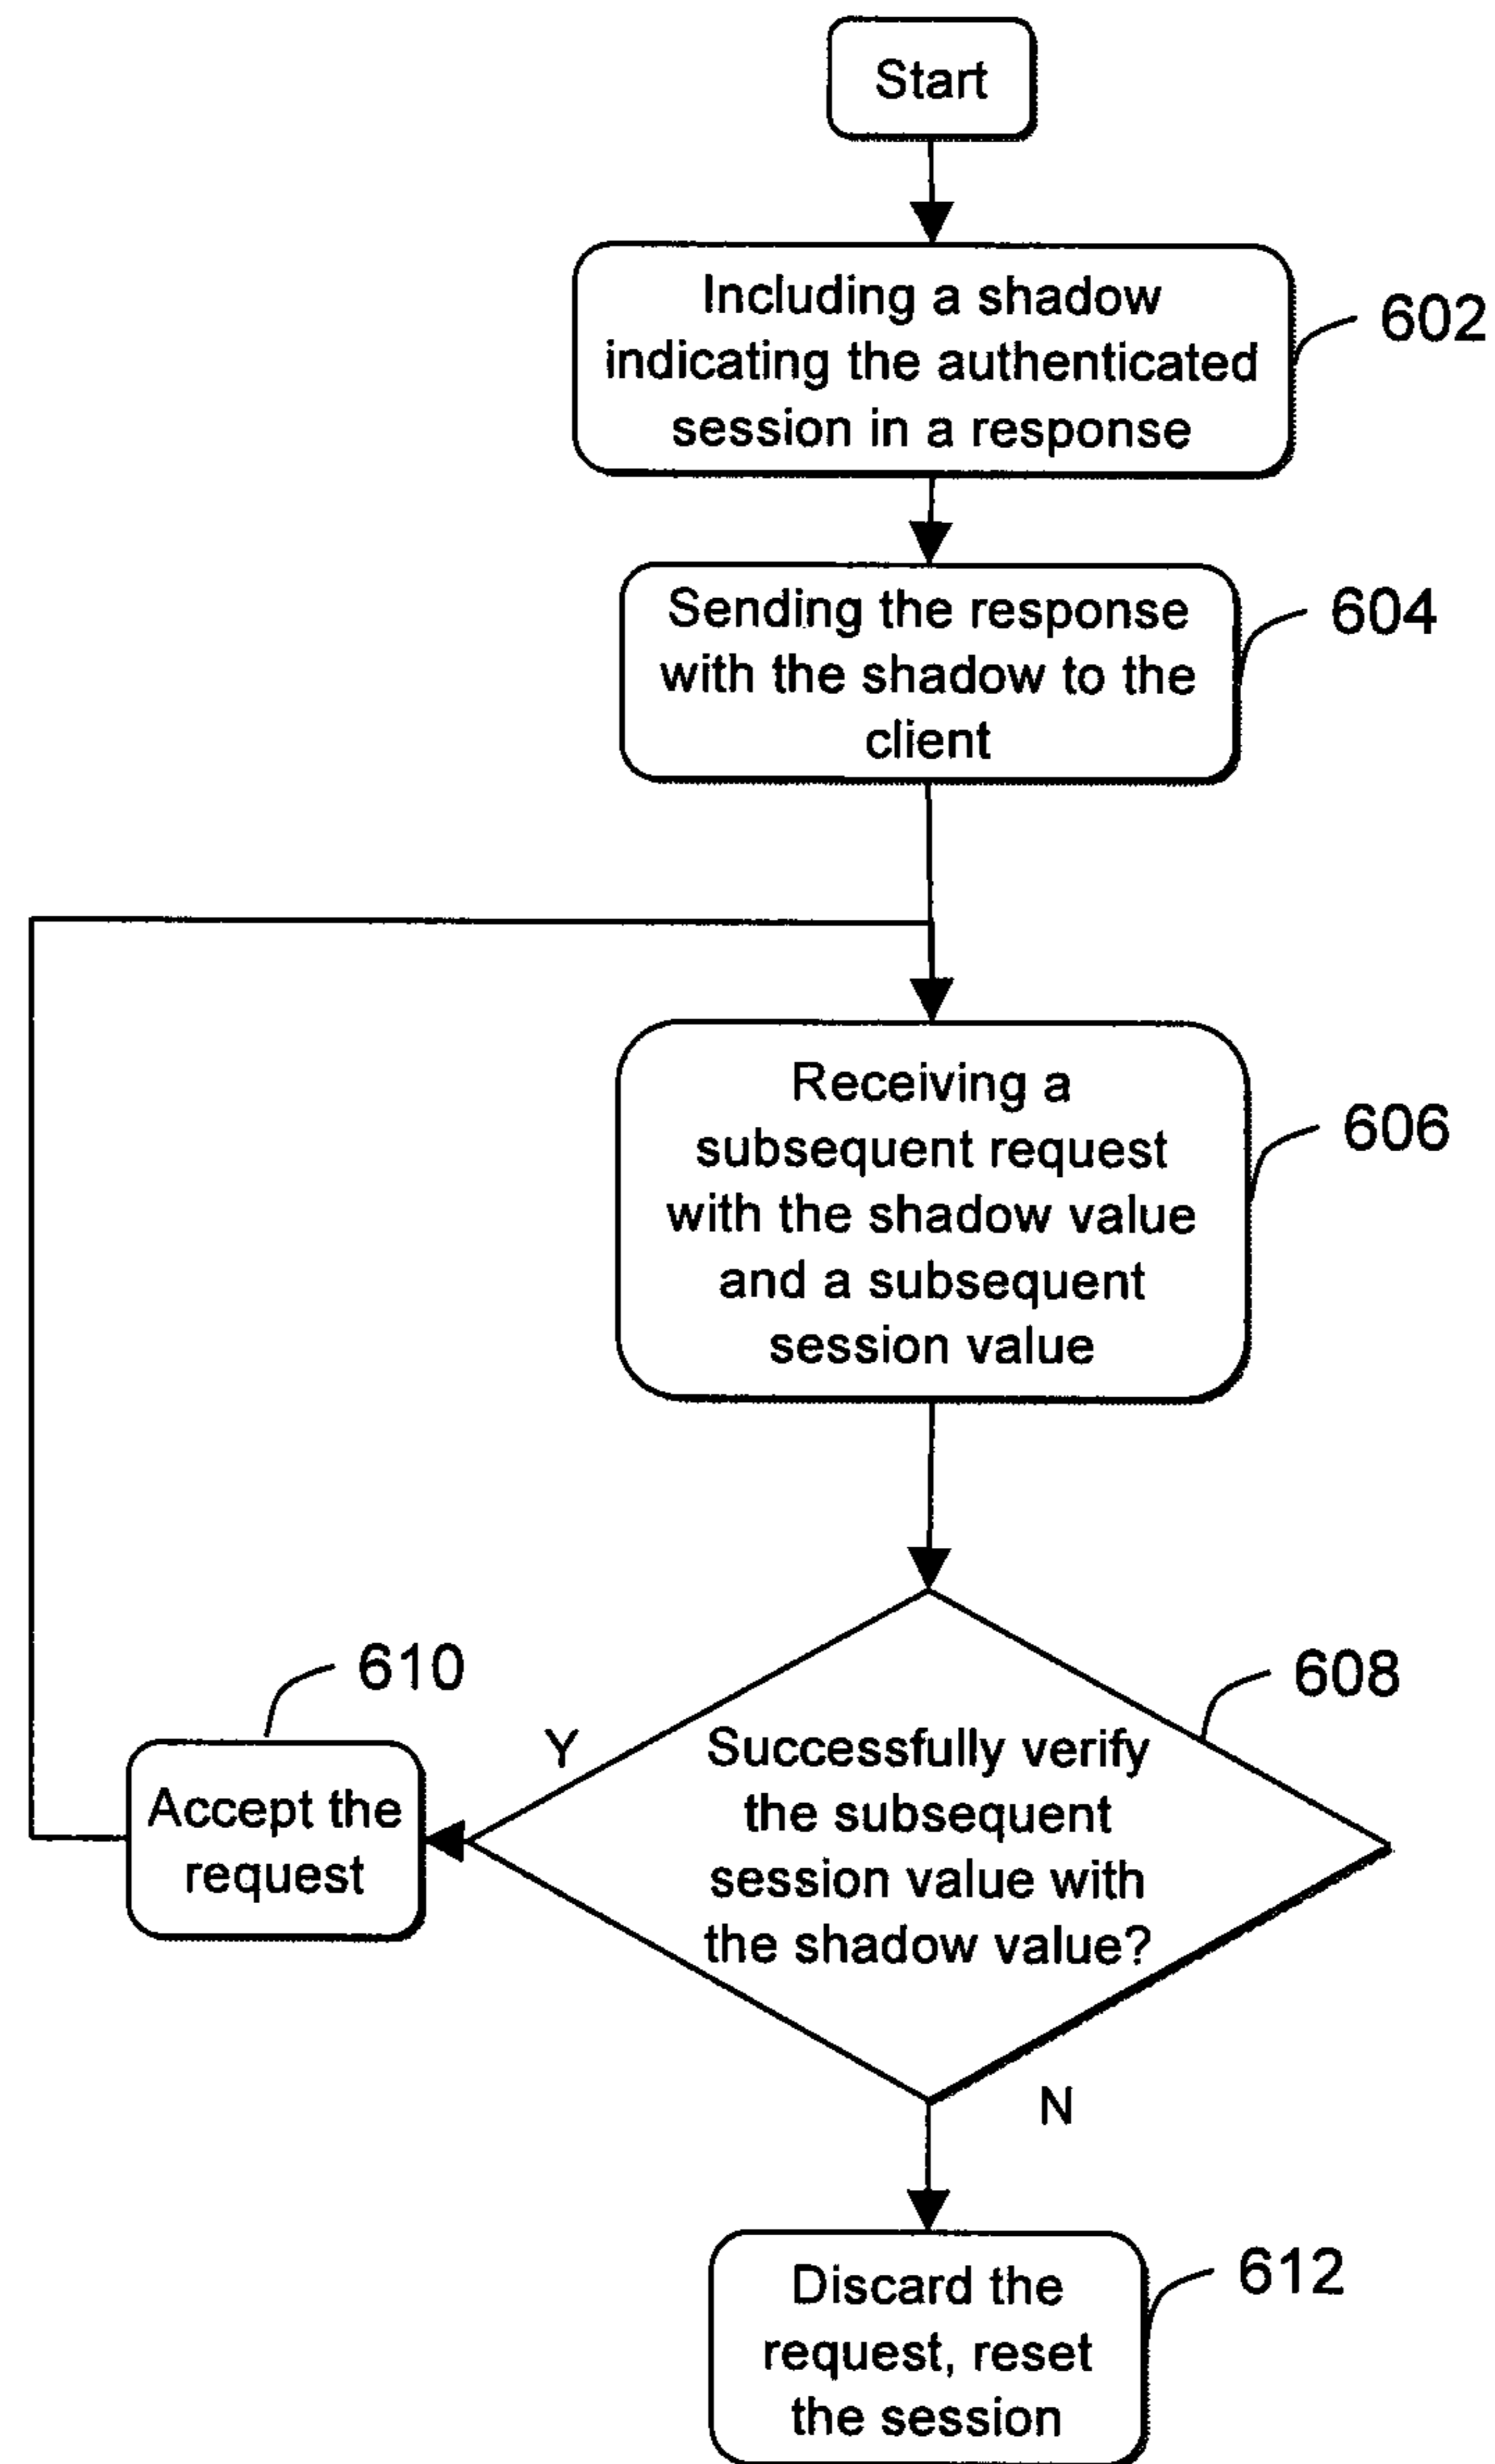 Start
Including a shadow
indicating the authenticated
session in a response
602
Sending the response
with the shadow to the
client
604
Receiving a
subsequent request
with the shadow value
and a subsequent
session value
606
Successfully verify
the subsequent
session value with
the shadow value?
608
Y
610
Accept the
request
N
Discard the
request, reset
the session
612